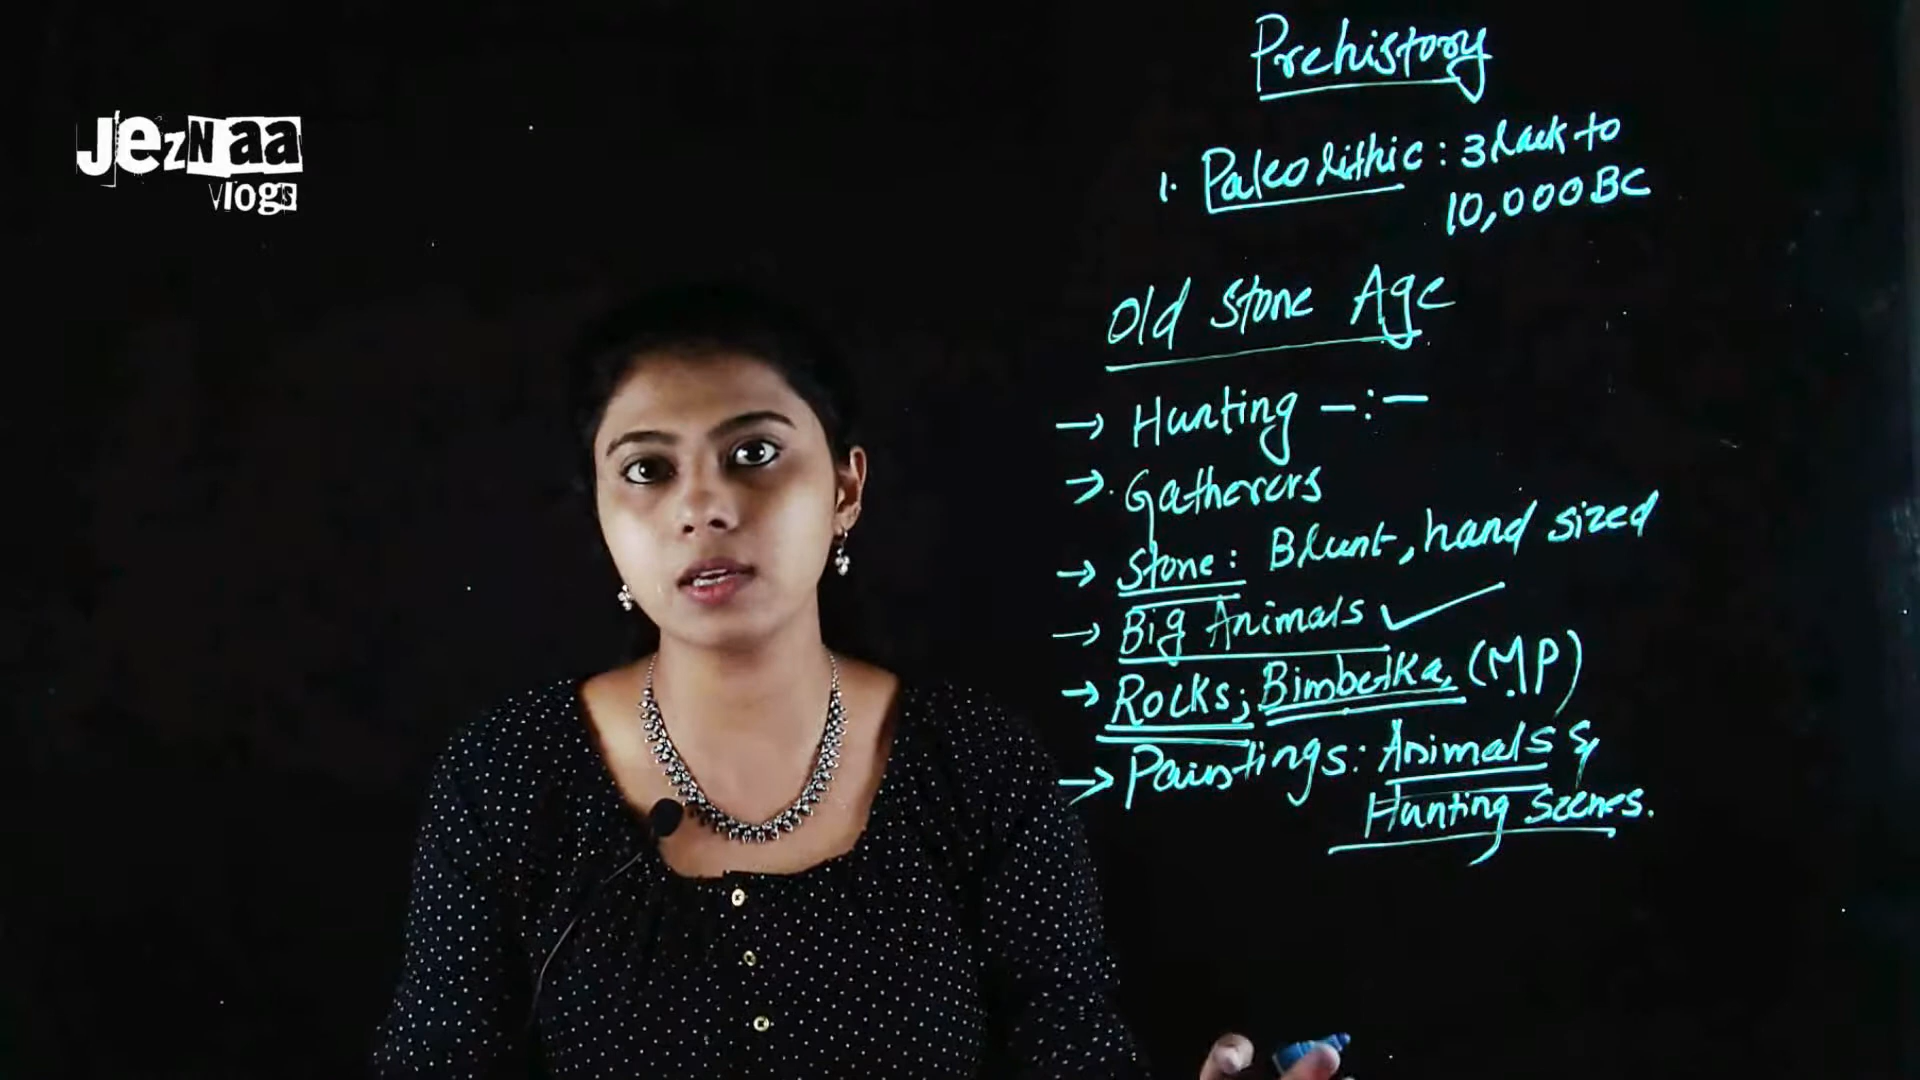 JezNaa
vlogs
Prehistory
1. Paleolithic : 3 lack to
10,000 BC
Old Stone Age
→ Hunting -:-
→. Gatherers
→ Stone : Blunt, hand sized
→ Big Animals ✓
→ Rocks; Bimbetka, (MP)
→ Paintings : Animals &
Hunting Scenes.